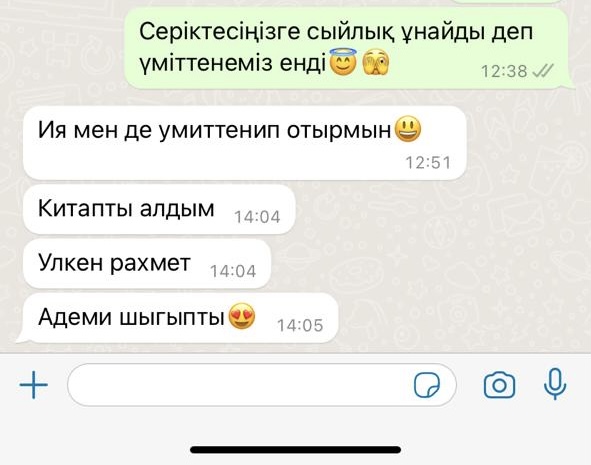 Серіктесіңізге сыйлық ұнайды деп
үміттенеміз енді😇🫣
12:38
Ия мен де умиттенип отырмын😃
12:51
Китапты алдым 14:04
Улкен рахмет 14:04
Адеми шыгыпты😍 14:05